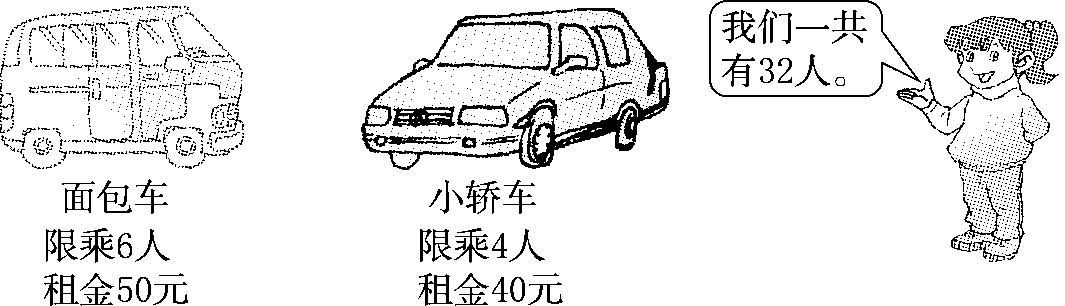 我们一共
有32人。
面包车
限乘6人
租金50元
小轿车
限乘4人
租金40元